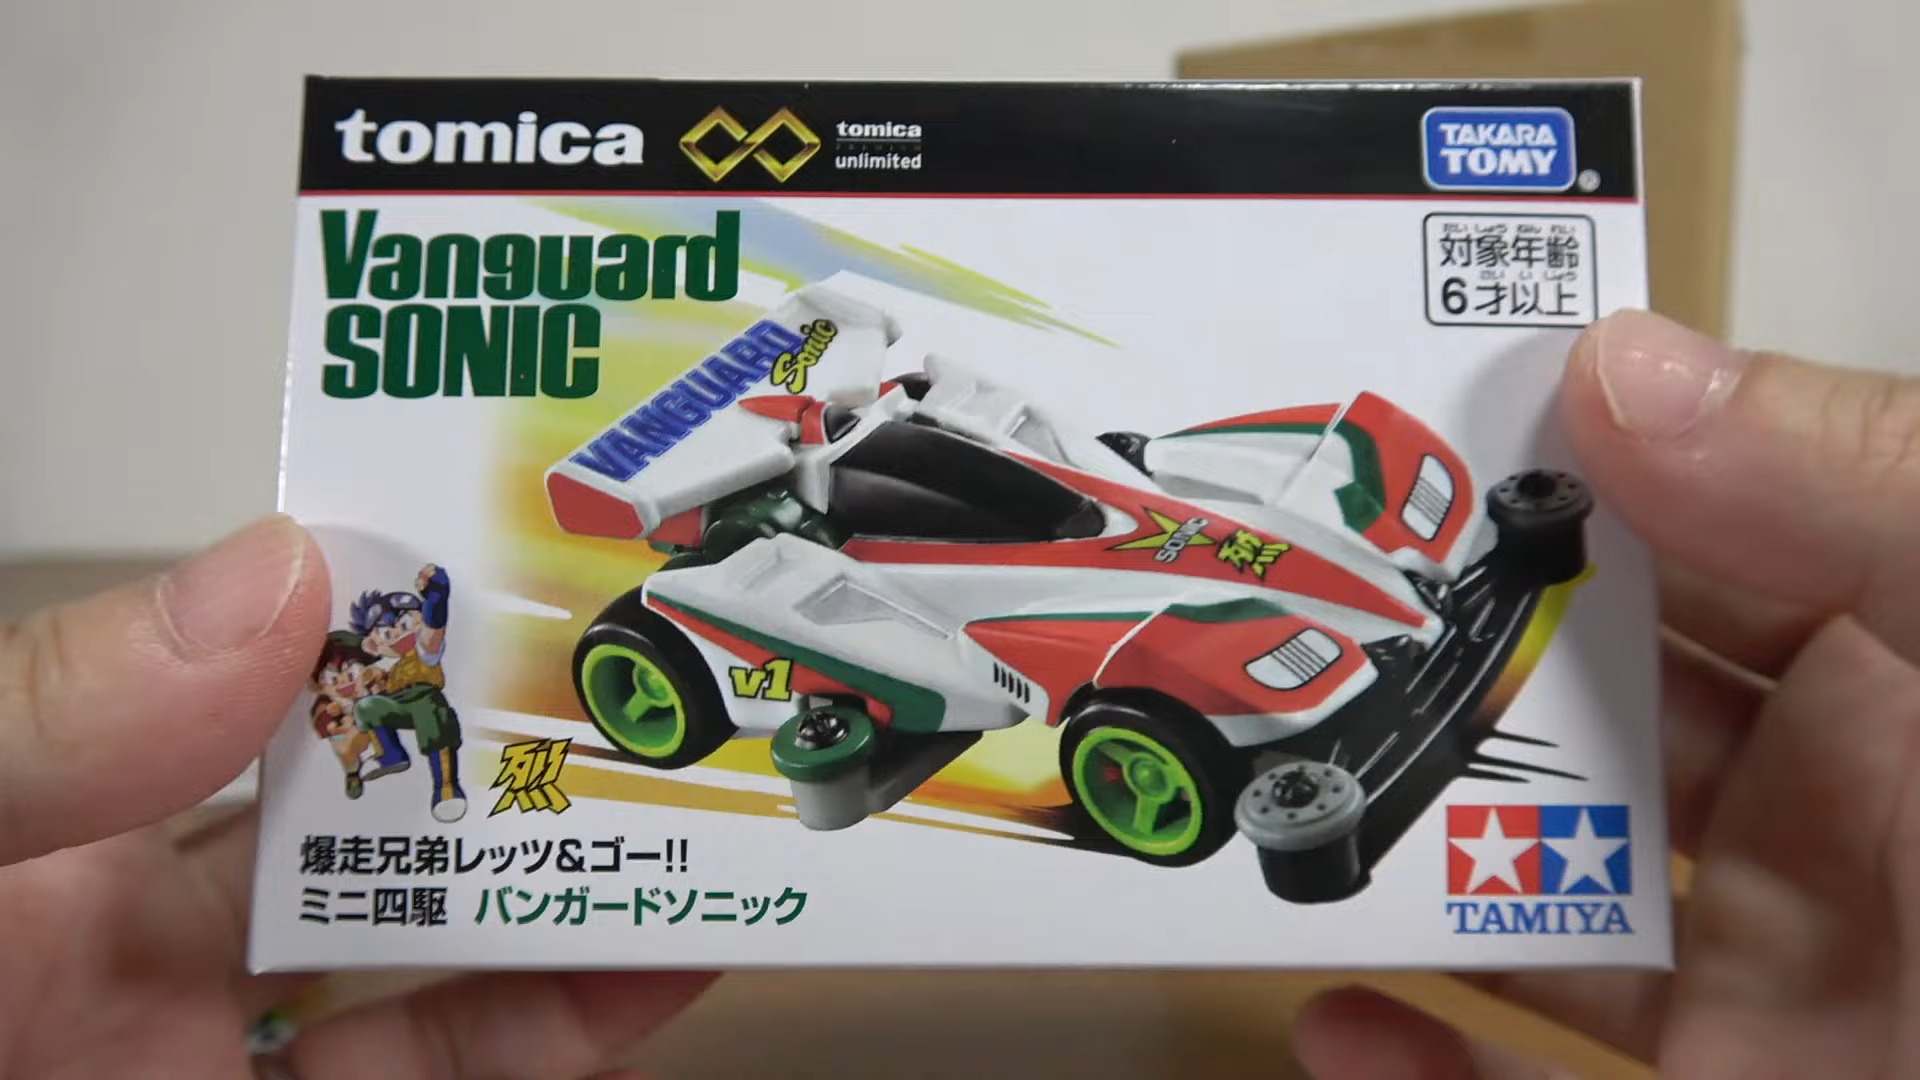 tomica
tomica
PREMIUM
unlimited
TAKARA
TOMY
®
Vanguard
SONIC
たいしょう ねん れい
対象年齢
さい い じょう
6才以上
VANGUARD
Sonic
SONIC
烈
v1
烈
爆走兄弟レッツ&ゴー!!
ミニ四駆 バンガードソニック
TAMIYA